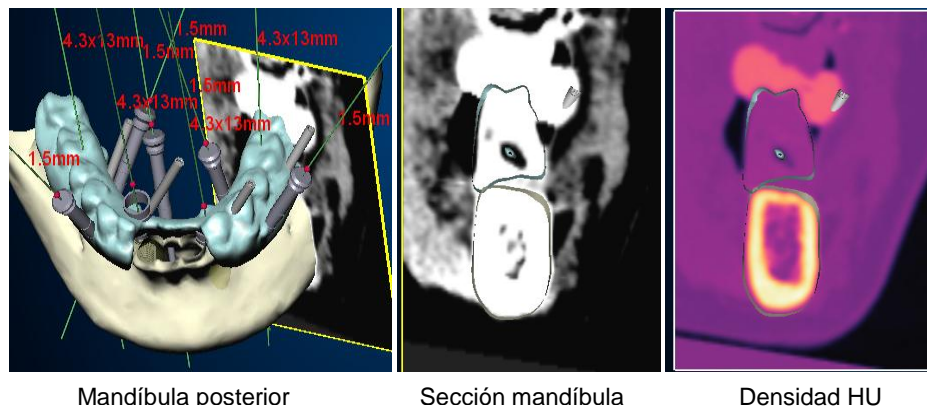 1.5mm
4.3x13mm
1.5mm
4.3x13mm
1.5mm
4.3x13mm
4.3x13mm
1.5mm
1.5mm
Mandíbula posterior
Sección mandíbula
Densidad HU